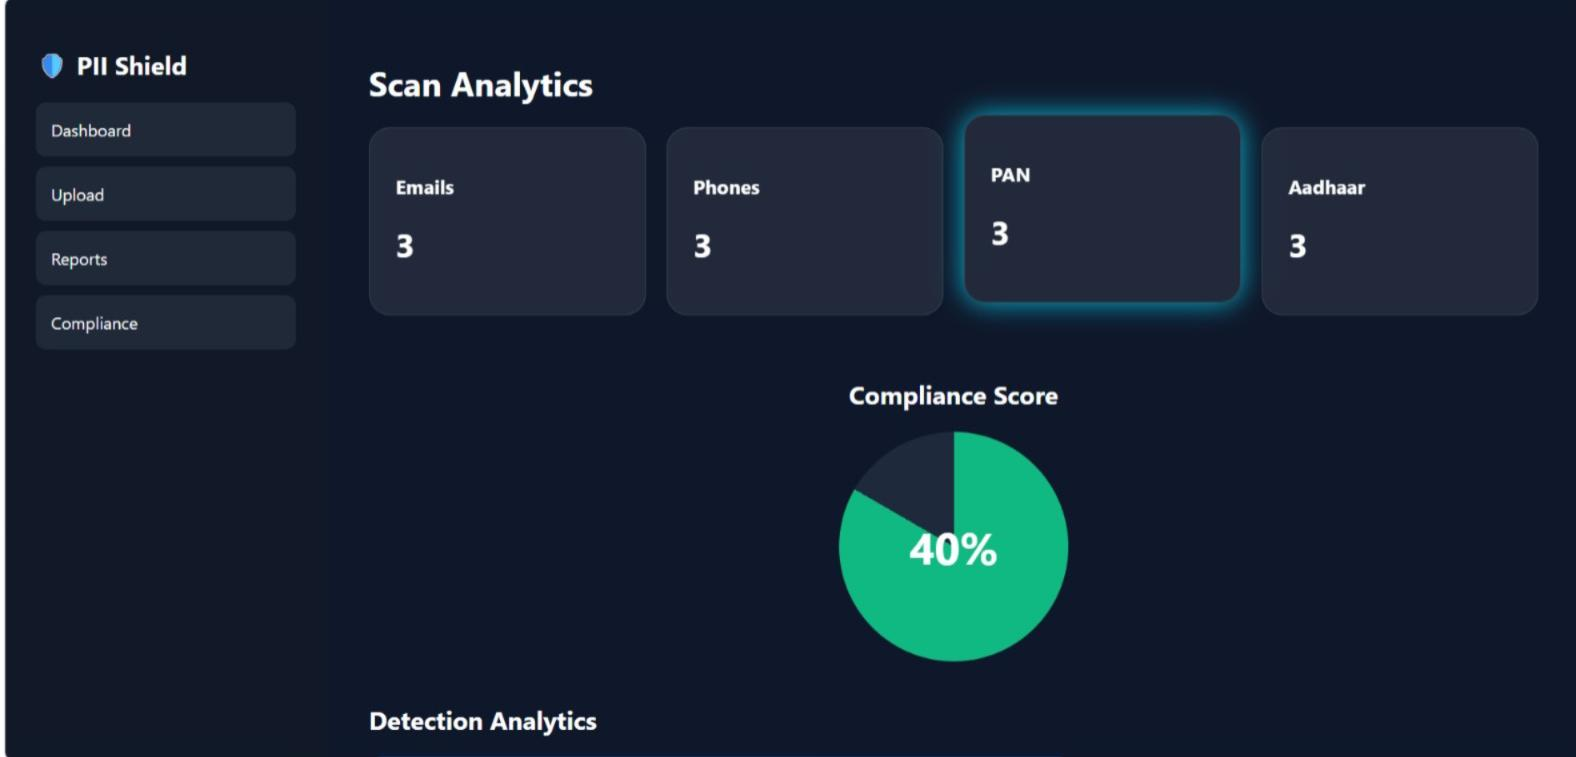 PII Shield
Dashboard
Upload
Reports
Compliance
Scan Analytics
Emails
3
Phones
3
PAN
3
Aadhaar
3
Compliance Score
40%
Detection Analytics